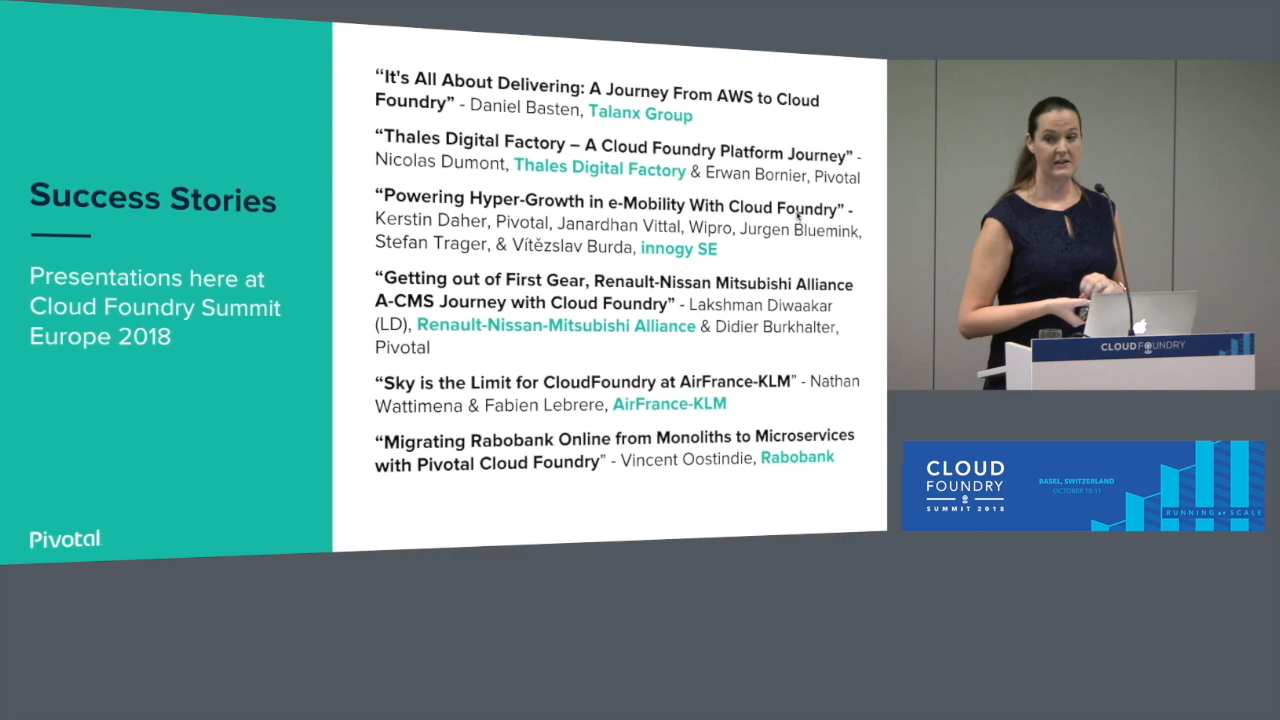 Success Stories
Presentations here at
Cloud Foundry Summit
Europe 2018
Pivotal
“It's All About Delivering: A Journey From AWS to Cloud
Foundry” - Daniel Basten, Talanx Group
“Thales Digital Factory – A Cloud Foundry Platform Journey” -
Nicolas Dumont, Thales Digital Factory & Erwan Bornier, Pivotal
“Powering Hyper-Growth in e-Mobility With Cloud Foundry” -
Kerstin Daher, Pivotal, Janardhan Vittal, Wipro, Jurgen Bluemink,
Stefan Trager, & Vítězslav Burda, innogy SE
“Getting out of First Gear, Renault-Nissan Mitsubishi Alliance
A-CMS Journey with Cloud Foundry” - Lakshman Diwaakar
(LD), Renault-Nissan-Mitsubishi Alliance & Didier Burkhalter,
Pivotal
“Sky is the Limit for CloudFoundry at AirFrance-KLM” - Nathan
Wattimena & Fabien Lebrere, AirFrance-KLM
“Migrating Rabobank Online from Monoliths to Microservices
with Pivotal Cloud Foundry” - Vincent Oostindie, Rabobank
CLOUD FOUNDRY
CLOUD
FOUNDRY
SUMMIT 2018
BASEL, SWITZERLAND
OCTOBER 10-11
RUNNING AT SCALE